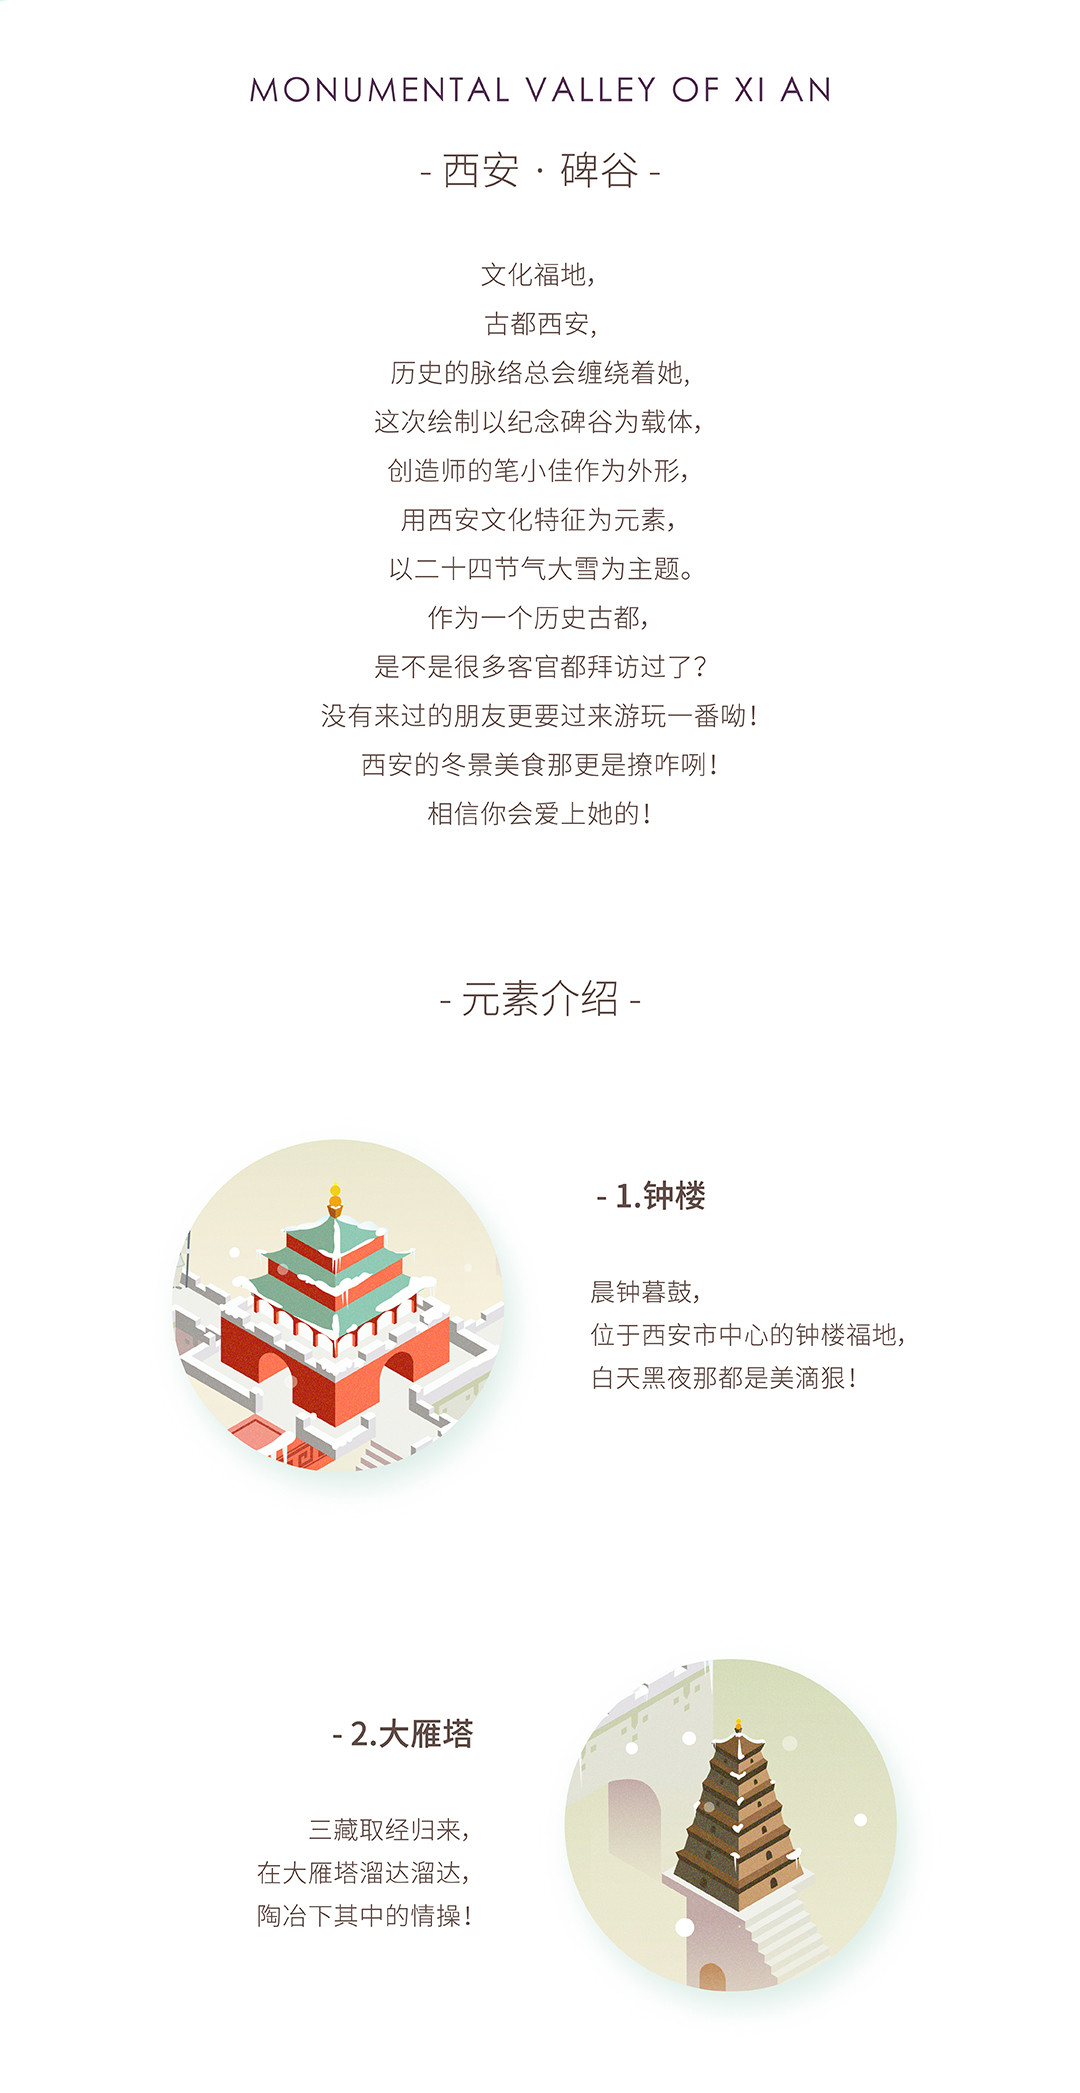 MONUMENTAL VALLEY OF XI AN
- 西安 · 碑谷 -
文化福地，
古都西安，
历史的脉络总会缠绕着她，
这次绘制以纪念碑谷为载体，
创造师的笔小佳作为外形，
用西安文化特征为元素，
以二十四节气大雪为主题。
作为一个历史古都，
是不是很多客官都拜访过了？
没有来过的朋友更要过来游玩一番呦！
西安的冬景美食那更是撩咋咧！
相信你会爱上她的！
- 元素介绍 -
- 1.钟楼
晨钟暮鼓，
位于西安市中心的钟楼福地，
白天黑夜那都是美滴狠！
- 2.大雁塔
三藏取经归来，
在大雁塔溜达溜达，
陶冶下其中的情操！